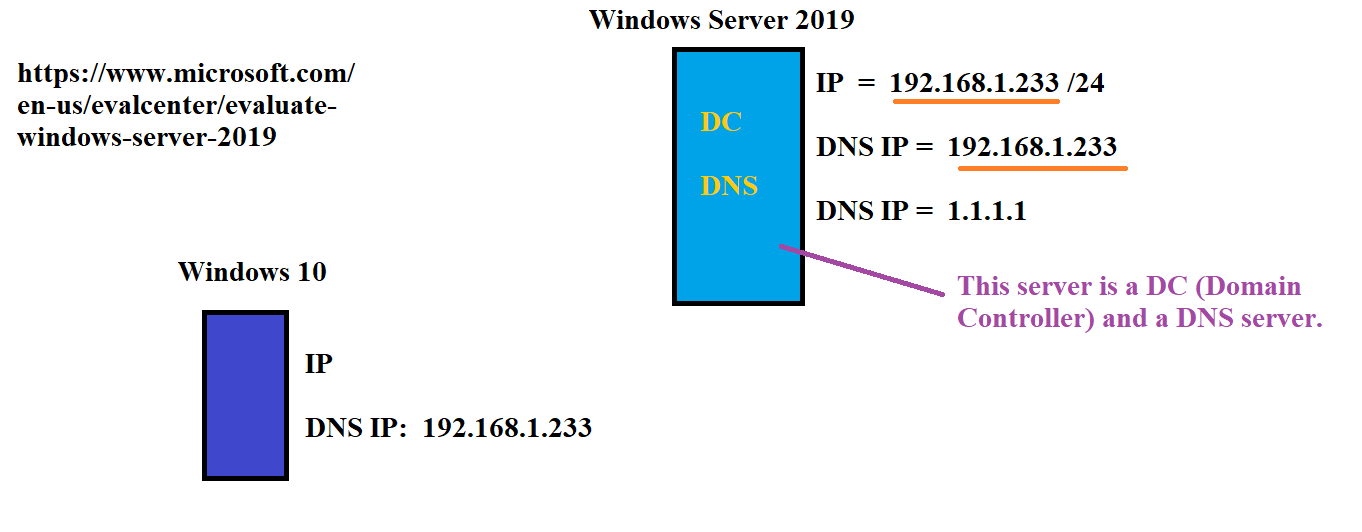 Windows Server 2019
https://www.microsoft.com/
en-us/evalcenter/evaluate-
windows-server-2019
IP = 192.168.1.233 /24
DC
DNS IP = 192.168.1.233
DNS
DNS IP = 1.1.1.1
This server is a DC (Domain
Controller) and a DNS server.
Windows 10
IP
DNS IP: 192.168.1.233